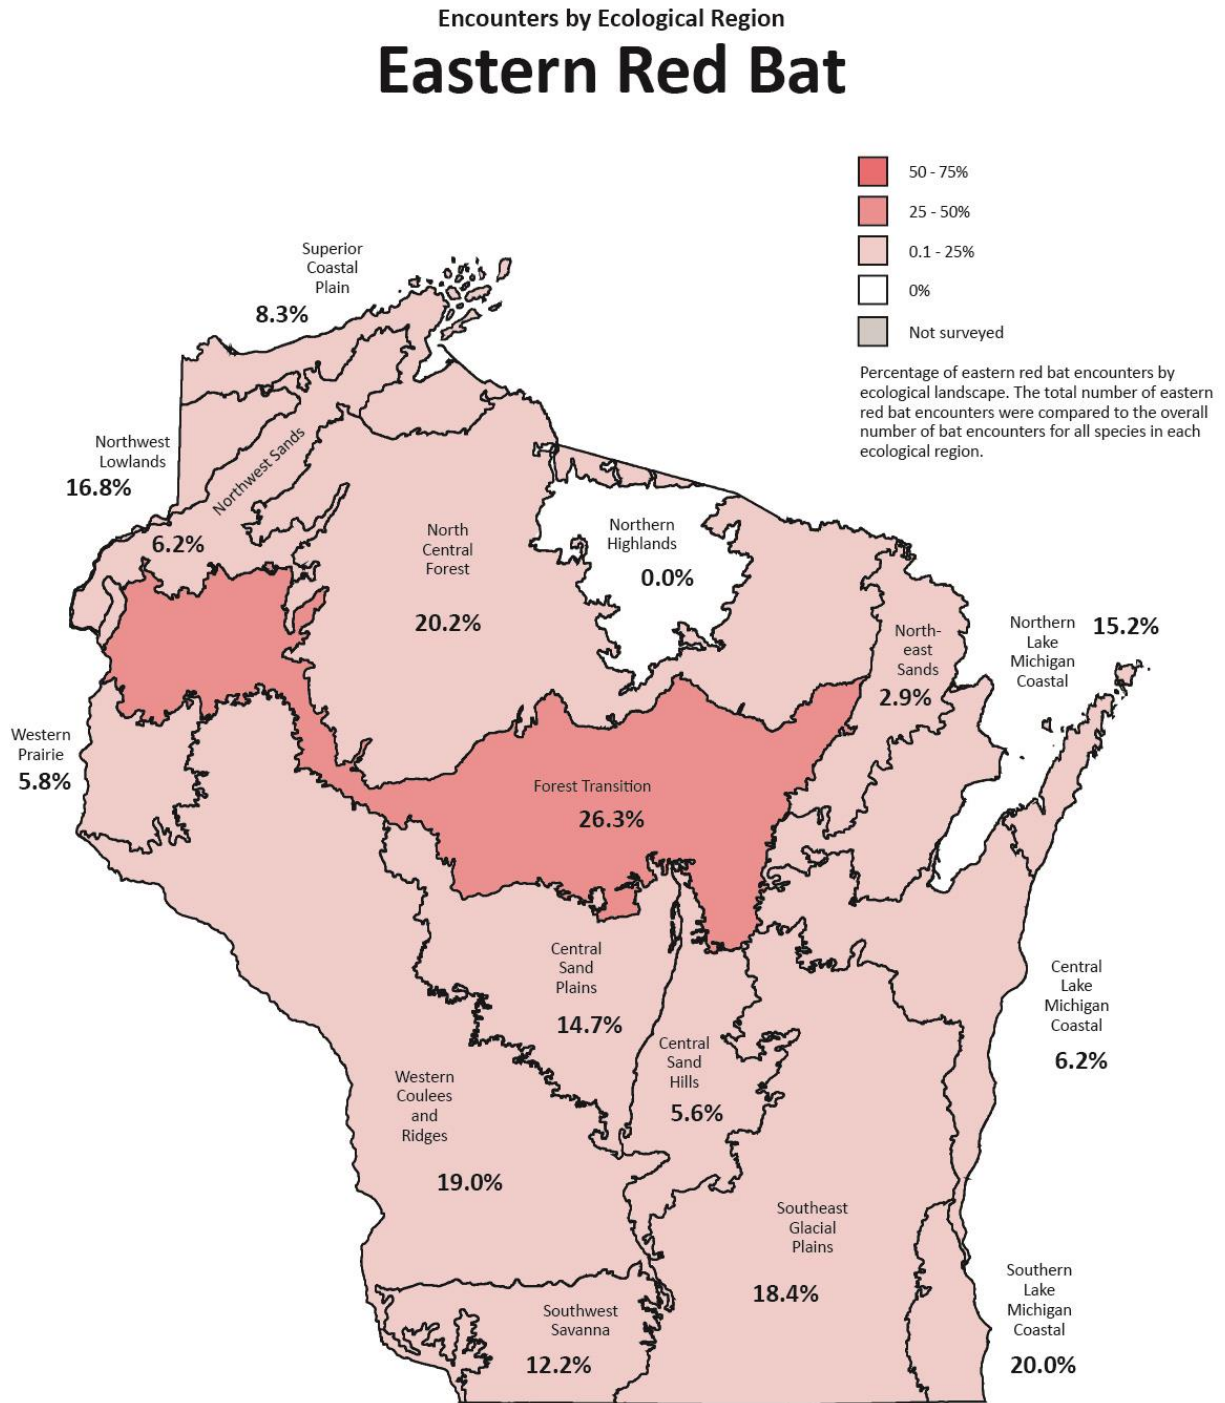 Encounters by Ecological Region
Eastern Red Bat
50 - 75%
25 - 50%
0.1 - 25%
0%
Not surveyed
Percentage of eastern red bat encounters by
ecological landscape. The total number of eastern
red bat encounters were compared to the overall
number of bat encounters for all species in each
ecological region.
Superior
Coastal
Plain
8.3%
Northwest
Lowlands
16.8%
Northwest Sands
6.2%
North
Central
Forest
20.2%
Northern
Highlands
0.0%
North-
east
Sands
2.9%
Northern
Lake
Michigan
Coastal
15.2%
Western
Prairie
5.8%
Forest Transition
26.3%
Central
Sand
Plains
14.7%
Central
Sand
Hills
5.6%
Central
Lake
Michigan
Coastal
6.2%
Western
Coulees
and
Ridges
19.0%
Southeast
Glacial
Plains
18.4%
Southern
Lake
Michigan
Coastal
20.0%
Southwest
Savanna
12.2%